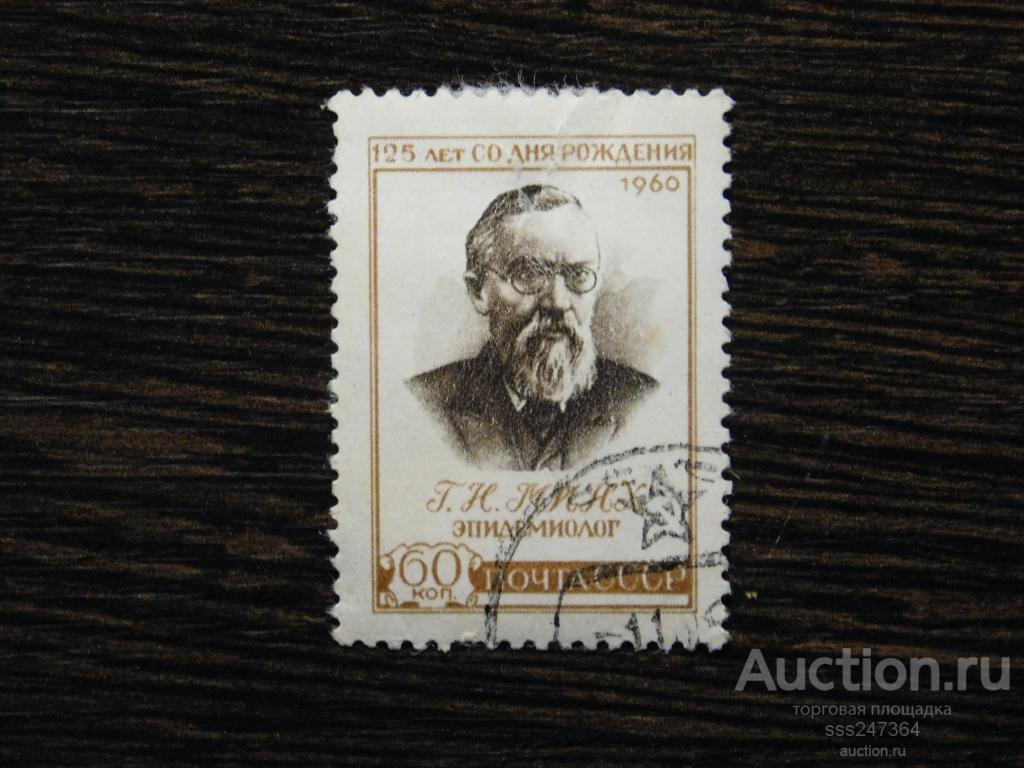 125 ЛЕТ СО ДНЯ РОЖДЕНИЯ
1960
Г. Н. МИНХ
ЭПИДЕМИОЛОГ
60
КОП.
ПОЧТА СССР
Auction.ru
торговая площадка
sss247364
auction.ru